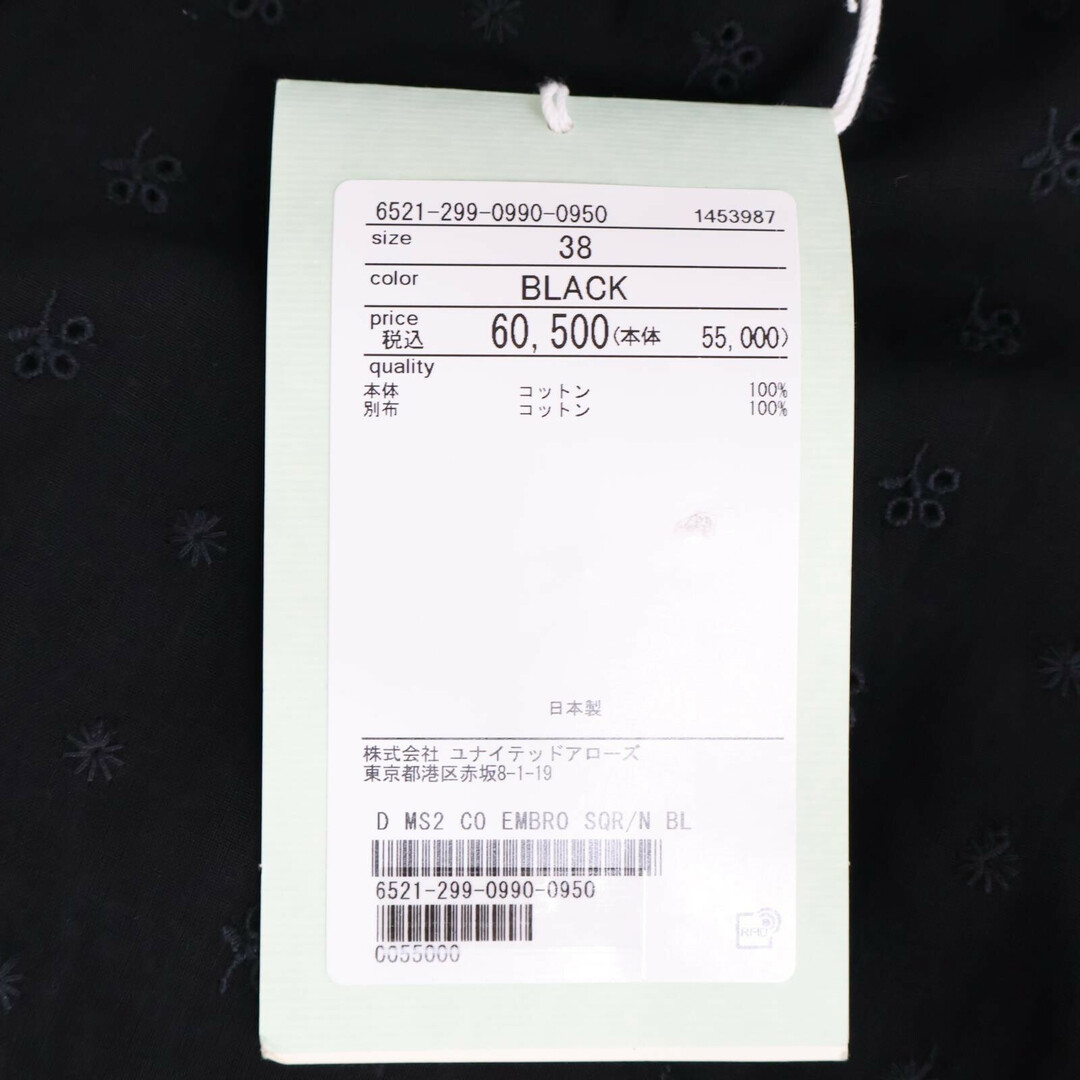 6521-299-0990-0950 1453987
size 38
color BLACK
price 税込 60,500(本体 55,000)
quality
本体 コットン 100%
別布 コットン 100%
日本製
株式会社 ユナイテッドアローズ
東京都港区赤坂8-1-19
D MS2 CO EMBRO SQR/N BL
6521-299-0990-0950
0055000